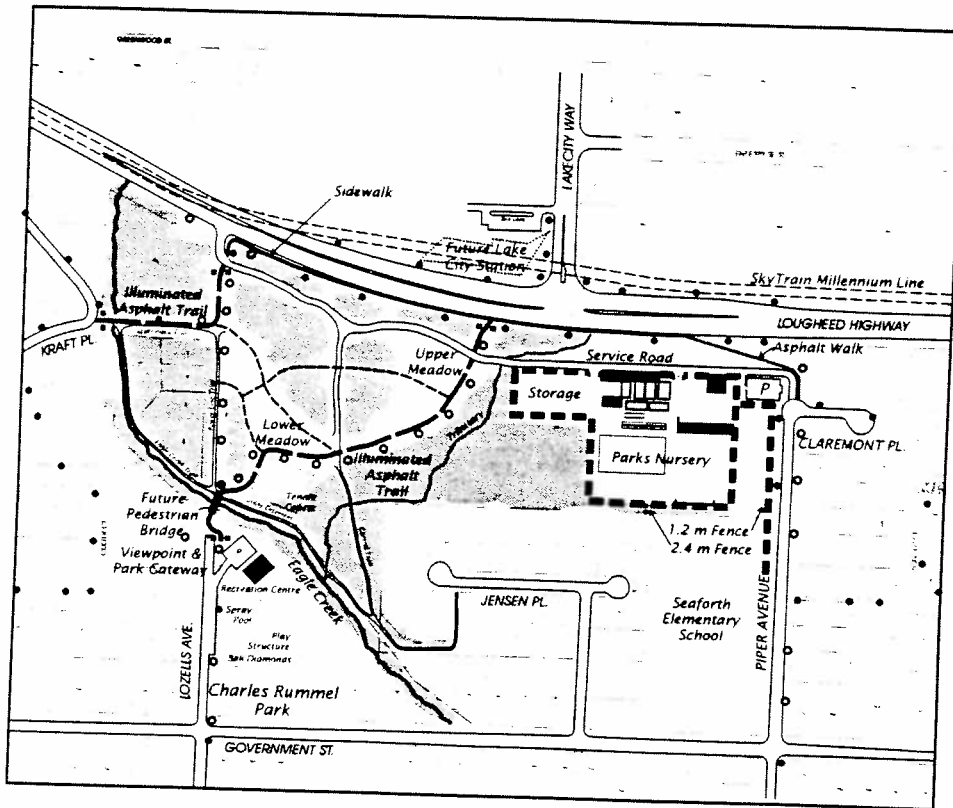 GREENWOOD ST.
LAKE CITY WAY
Sidewalk
Future Lake
City Station
SkyTrain Millennium Line
LOUGHEED HIGHWAY
Illuminated
Asphalt Trail
KRAFT PL.
Asphalt Walk
Service Road
Upper
Meadow
Storage
P
CLAREMONT PL.
Lower
Meadow
Tributary
Parks Nursery
Illuminated
Asphalt
Trail
Future
Pedestrian
Bridge
1.2 m Fence
2.4 m Fence
Viewpoint &
Park Gateway
Eagle Creek
Recreation Centre
JENSEN PL.
Seaforth
Elementary
School
PIPER AVENUE
Spray
Pool
Play
Structure
Ball Diamonds
LOZELLS AVE.
Charles Rummel
Park
GOVERNMENT ST.